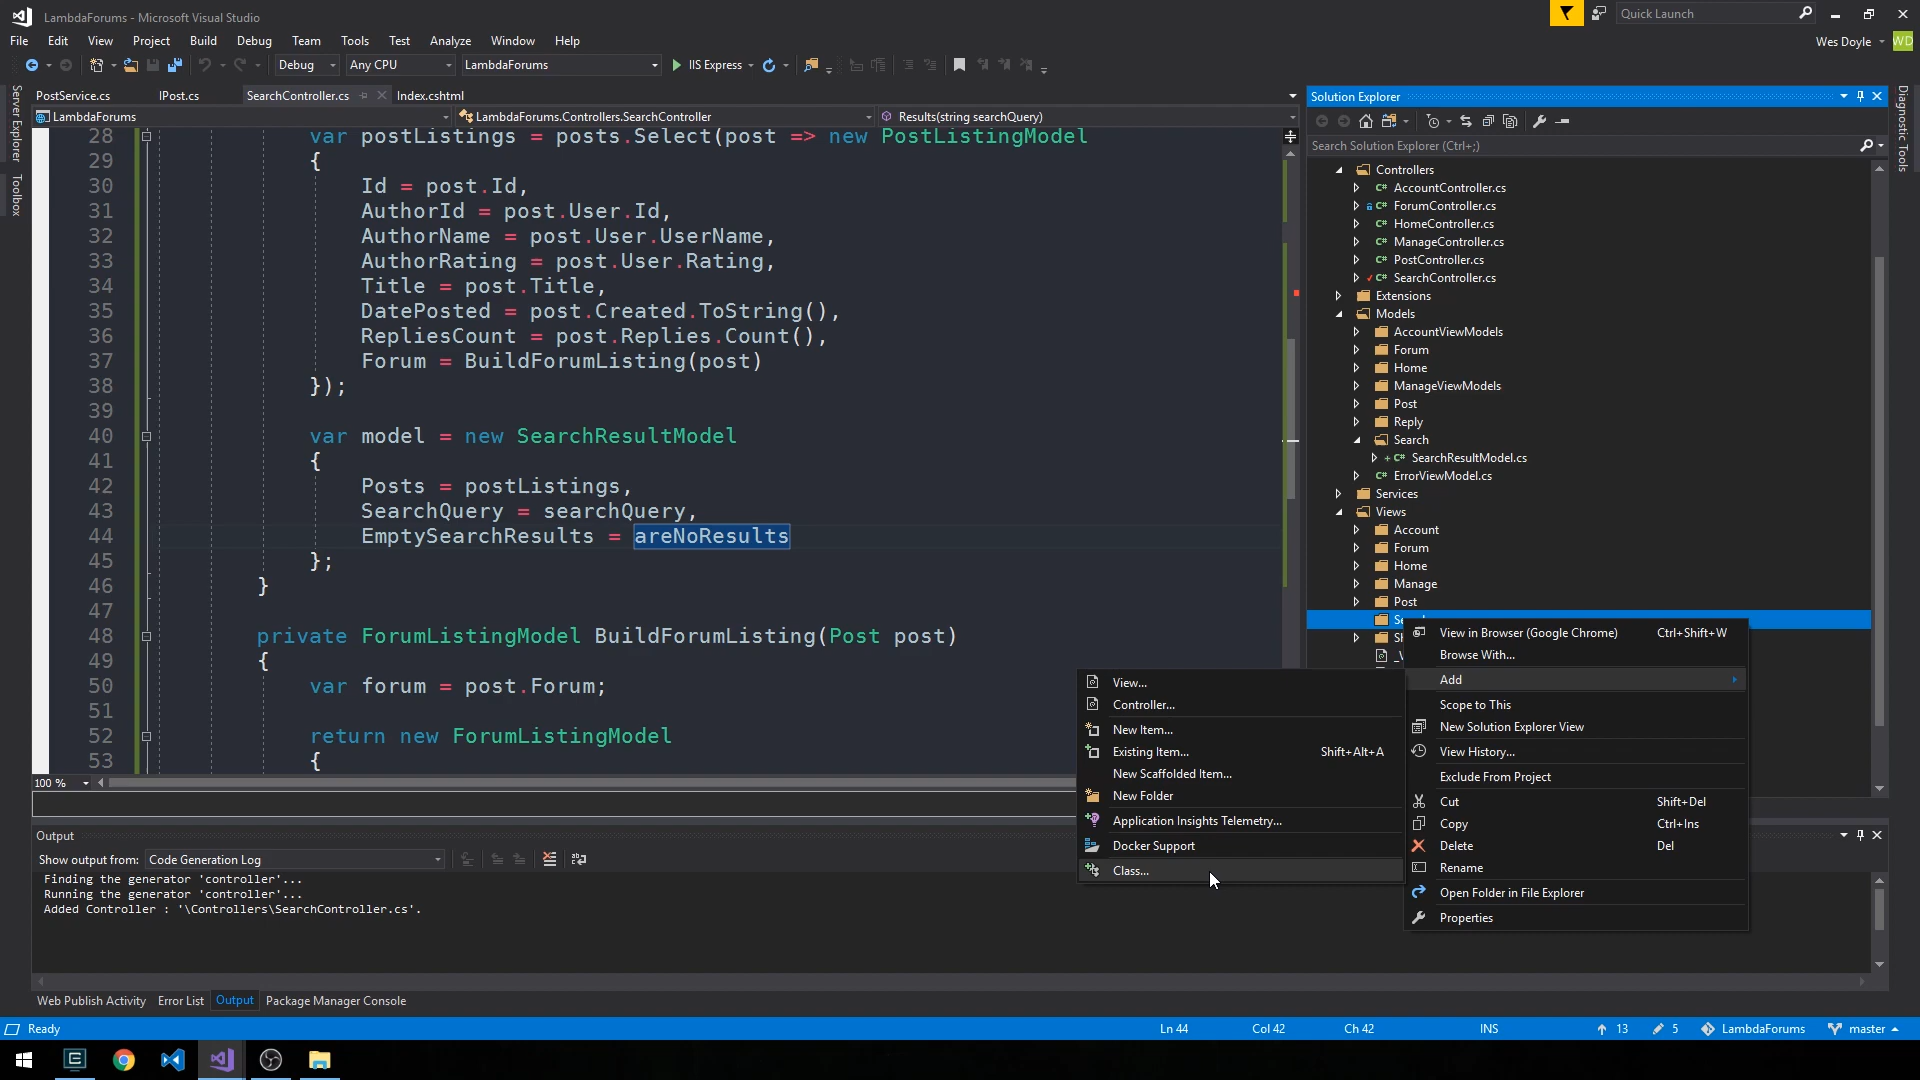 LambdaForums - Microsoft Visual Studio
Quick Launch
File Edit View Project Build Debug Team Tools Test Analyze Window Help
Wes Doyle
WD
Debug
Any CPU
LambdaForums
IIS Express
Server Explorer
Toolbox
PostService.cs
IPost.cs
SearchController.cs
Index.cshtml
LambdaForums
LambdaForums.Controllers.SearchController
Results(string searchQuery)
28 var postListings = posts.Select(post => new PostListingModel
29 {
30 Id = post.Id,
31 AuthorId = post.User.Id,
32 AuthorName = post.User.UserName,
33 AuthorRating = post.User.Rating,
34 Title = post.Title,
35 DatePosted = post.Created.ToString(),
36 RepliesCount = post.Replies.Count(),
37 Forum = BuildForumListing(post)
38 });
39
40 var model = new SearchResultModel
41 {
42 Posts = postListings,
43 SearchQuery = searchQuery,
44 EmptySearchResults = areNoResults
45 };
46 }
47
48 private ForumListingModel BuildForumListing(Post post)
49 {
50 var forum = post.Forum;
51
52 return new ForumListingModel
53 {
100 %
Solution Explorer
Search Solution Explorer (Ctrl+;)
Controllers
C# AccountController.cs
C# ForumController.cs
C# HomeController.cs
C# ManageController.cs
C# PostController.cs
C# SearchController.cs
Extensions
Models
AccountViewModels
Forum
Home
ManageViewModels
Post
Reply
Search
+ C# SearchResultModel.cs
C# ErrorViewModel.cs
Services
Views
Account
Forum
Home
Manage
Post
Diagnostic Tools
View in Browser (Google Chrome) Ctrl+Shift+W
Browse With...
Add
Scope to This
New Solution Explorer View
View History...
Exclude From Project
Cut Shift+Del
Copy Ctrl+Ins
Delete Del
Rename
Open Folder in File Explorer
Properties
View...
Controller...
New Item...
Existing Item... Shift+Alt+A
New Scaffolded Item...
New Folder
Application Insights Telemetry...
Docker Support
Class...
Output
Show output from: Code Generation Log
Finding the generator 'controller'...
Running the generator 'controller'...
Added Controller : '\Controllers\SearchController.cs'.
Web Publish Activity Error List Output Package Manager Console
Ready
Ln 44 Col 42 Ch 42 INS
13
5
LambdaForums
master